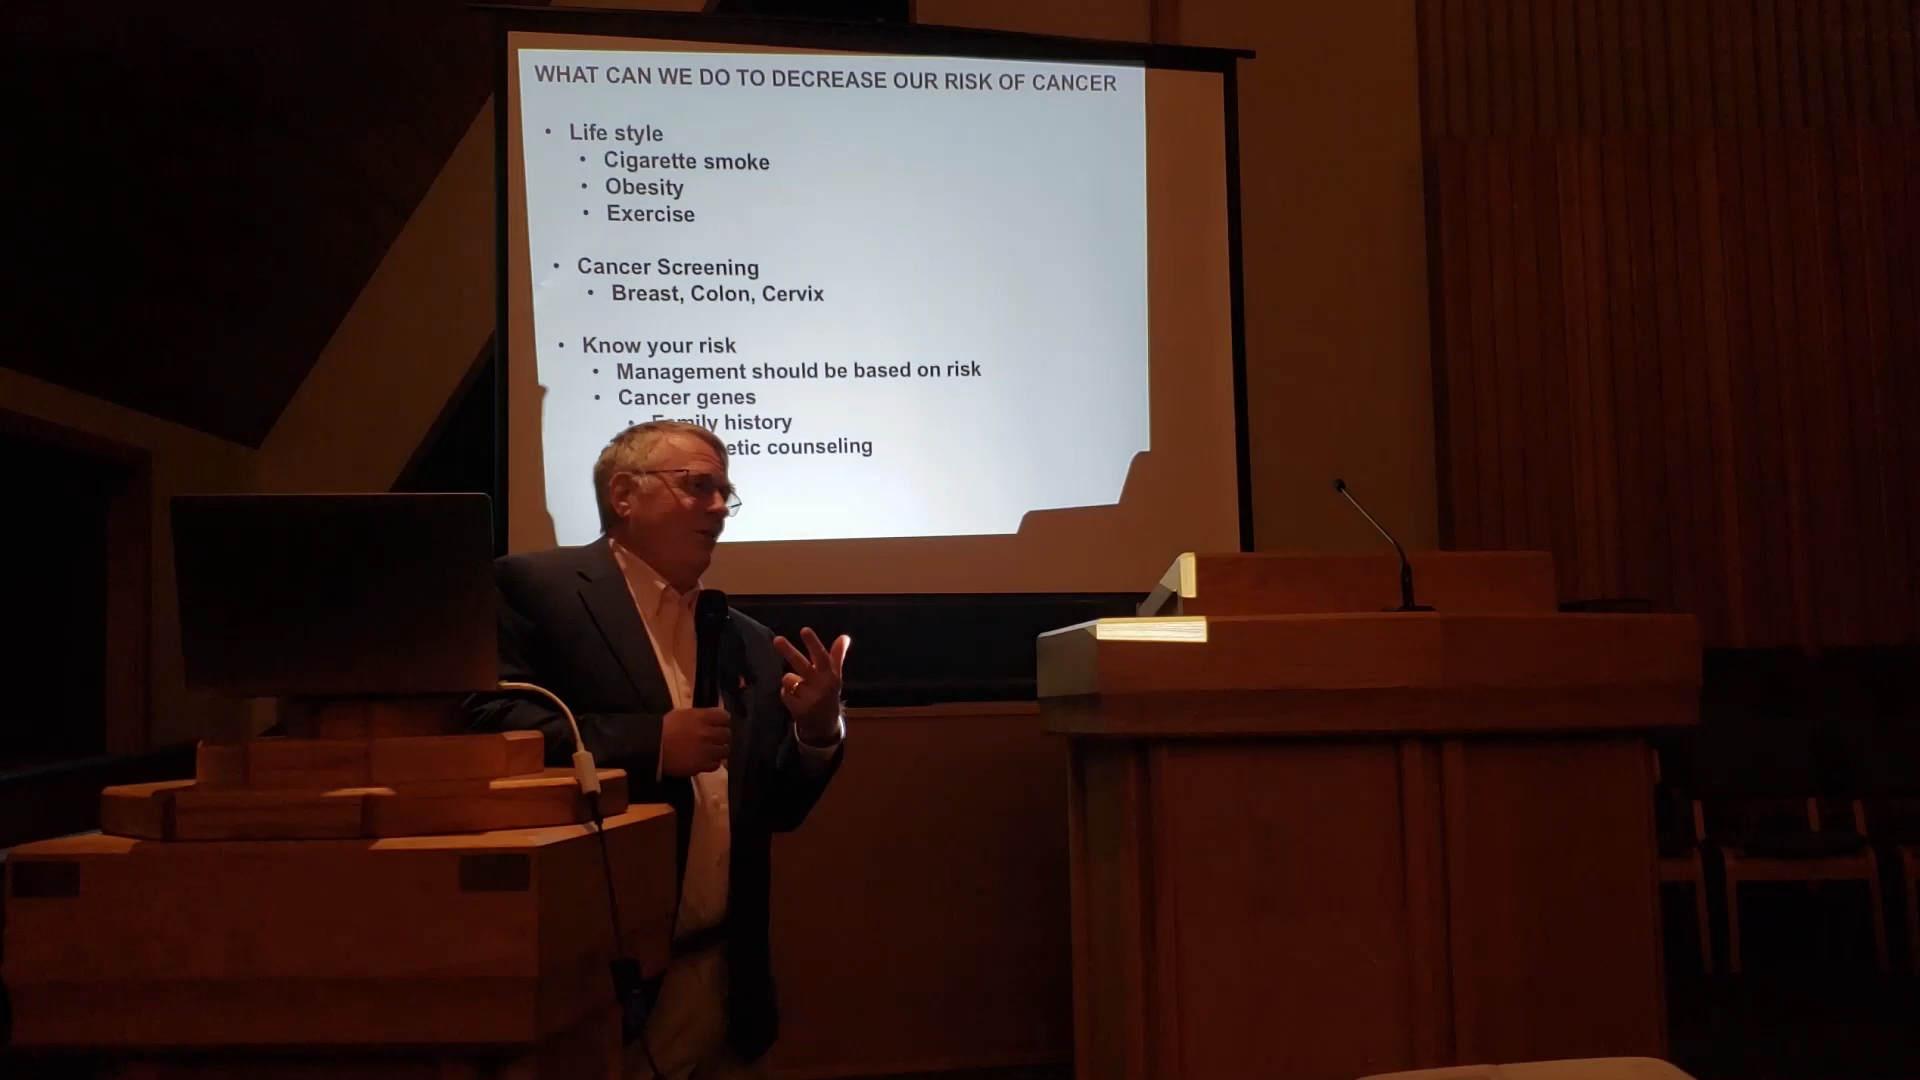 WHAT CAN WE DO TO DECREASE OUR RISK OF CANCER
• Life style
• Cigarette smoke
• Obesity
• Exercise
• Cancer Screening
• Breast, Colon, Cervix
• Know your risk
• Management should be based on risk
• Cancer genes
• Family history
counseling